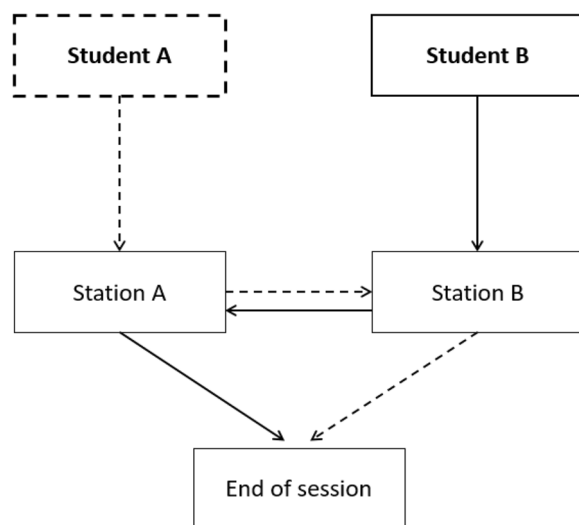 Student A
Student B
Station A
Station B
End of session